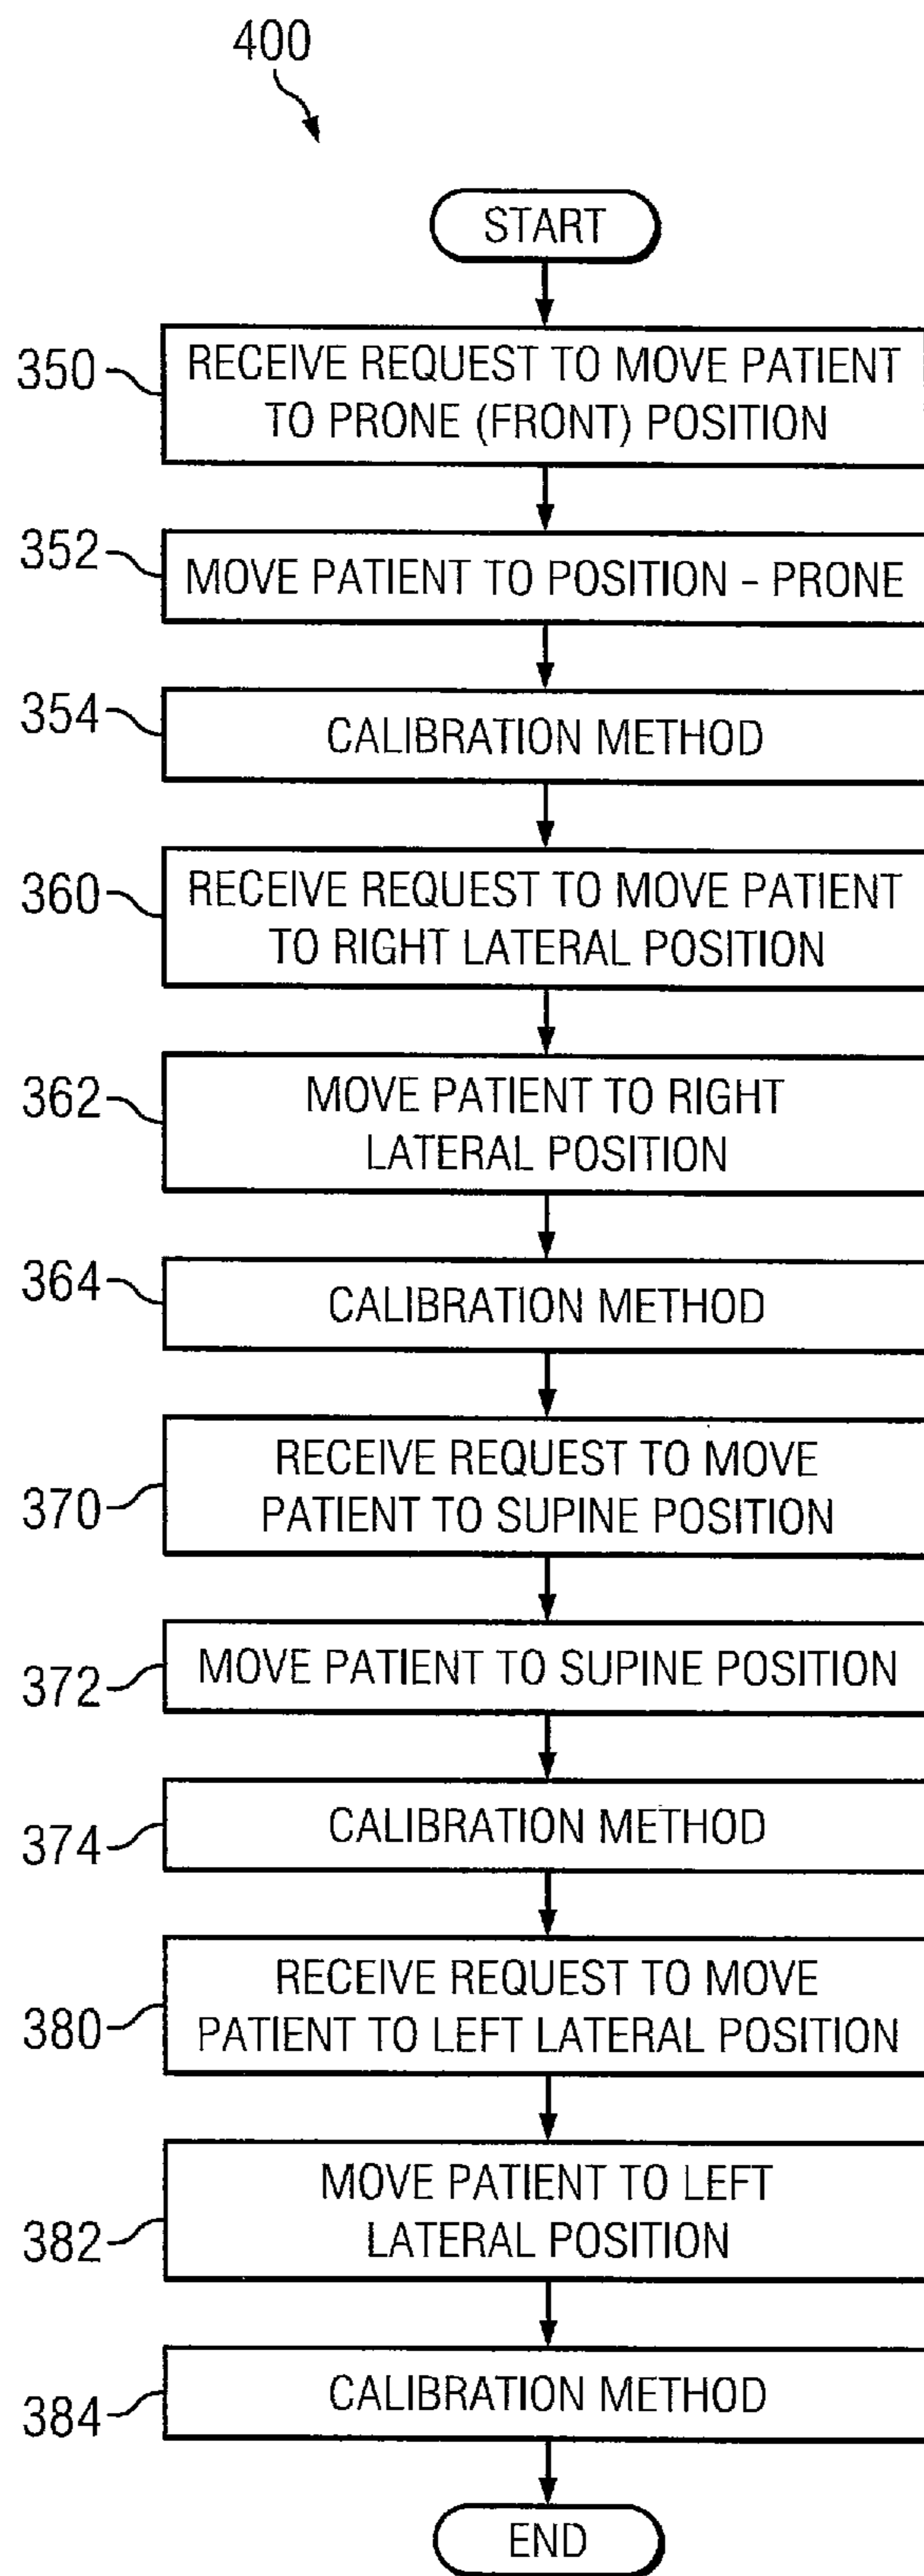 400
START
350
RECEIVE REQUEST TO MOVE PATIENT
TO PRONE (FRONT) POSITION
352
MOVE PATIENT TO POSITION - PRONE
354
CALIBRATION METHOD
360
RECEIVE REQUEST TO MOVE PATIENT
TO RIGHT LATERAL POSITION
362
MOVE PATIENT TO RIGHT
LATERAL POSITION
364
CALIBRATION METHOD
370
RECEIVE REQUEST TO MOVE
PATIENT TO SUPINE POSITION
372
MOVE PATIENT TO SUPINE POSITION
374
CALIBRATION METHOD
380
RECEIVE REQUEST TO MOVE
PATIENT TO LEFT LATERAL POSITION
382
MOVE PATIENT TO LEFT
LATERAL POSITION
384
CALIBRATION METHOD
END